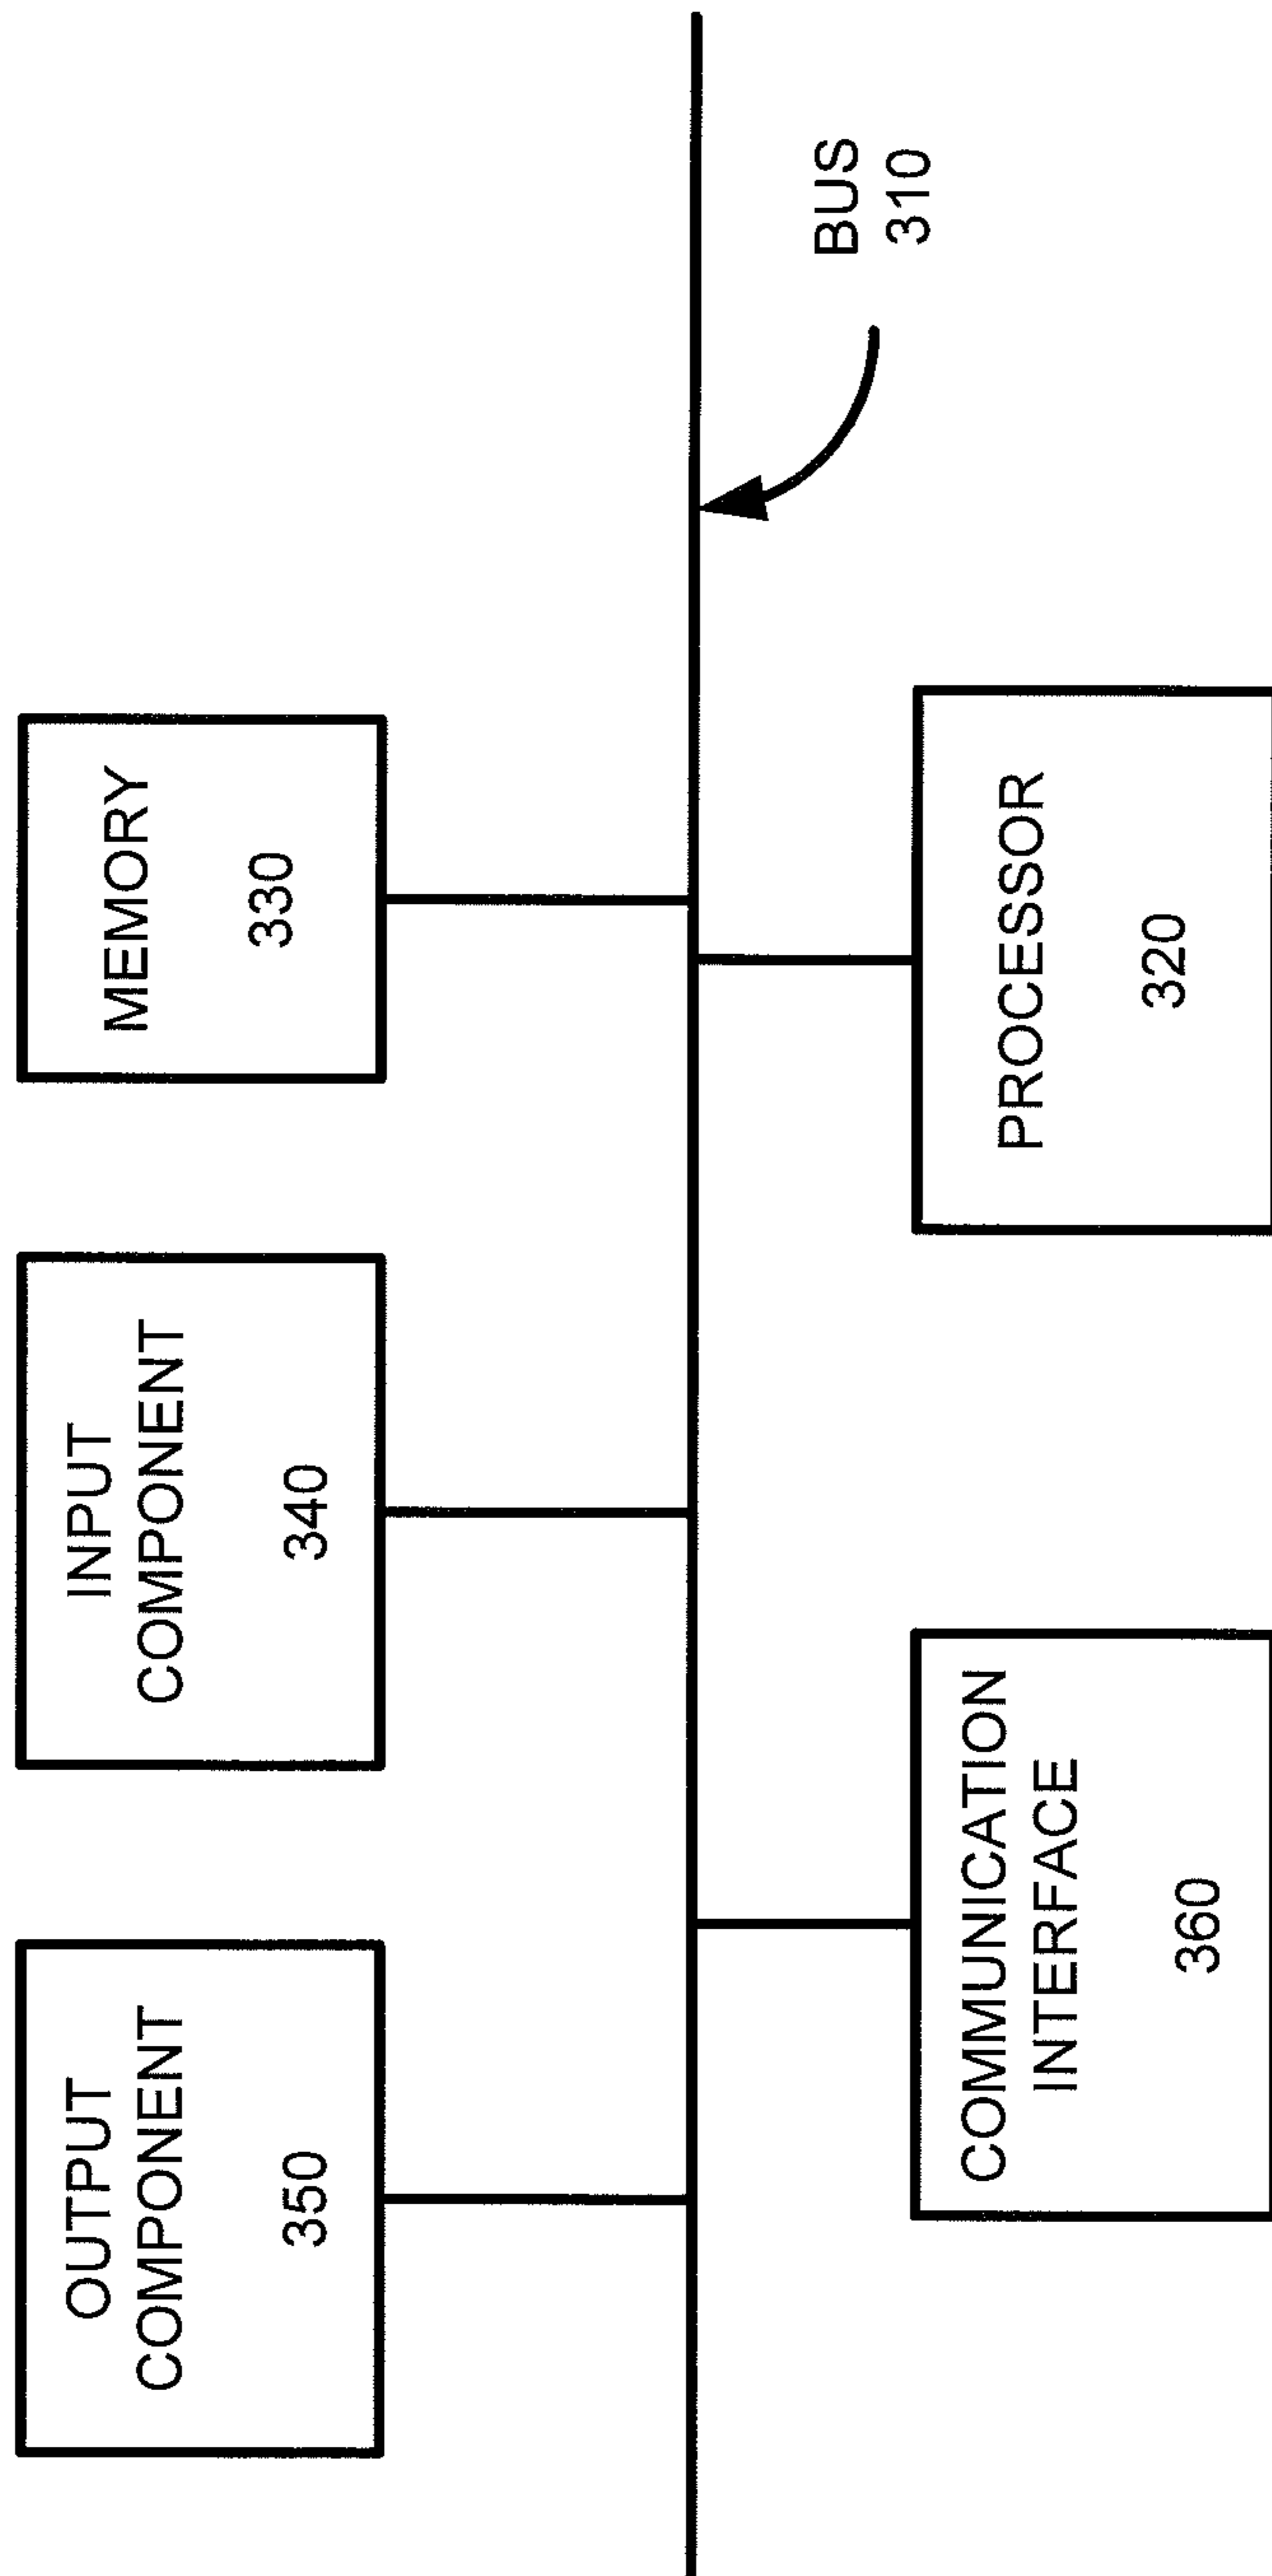 OUTPUT
COMPONENT
350
INPUT
COMPONENT
340
MEMORY
330
BUS
310
COMMUNICATION
INTERFACE
360
PROCESSOR
320